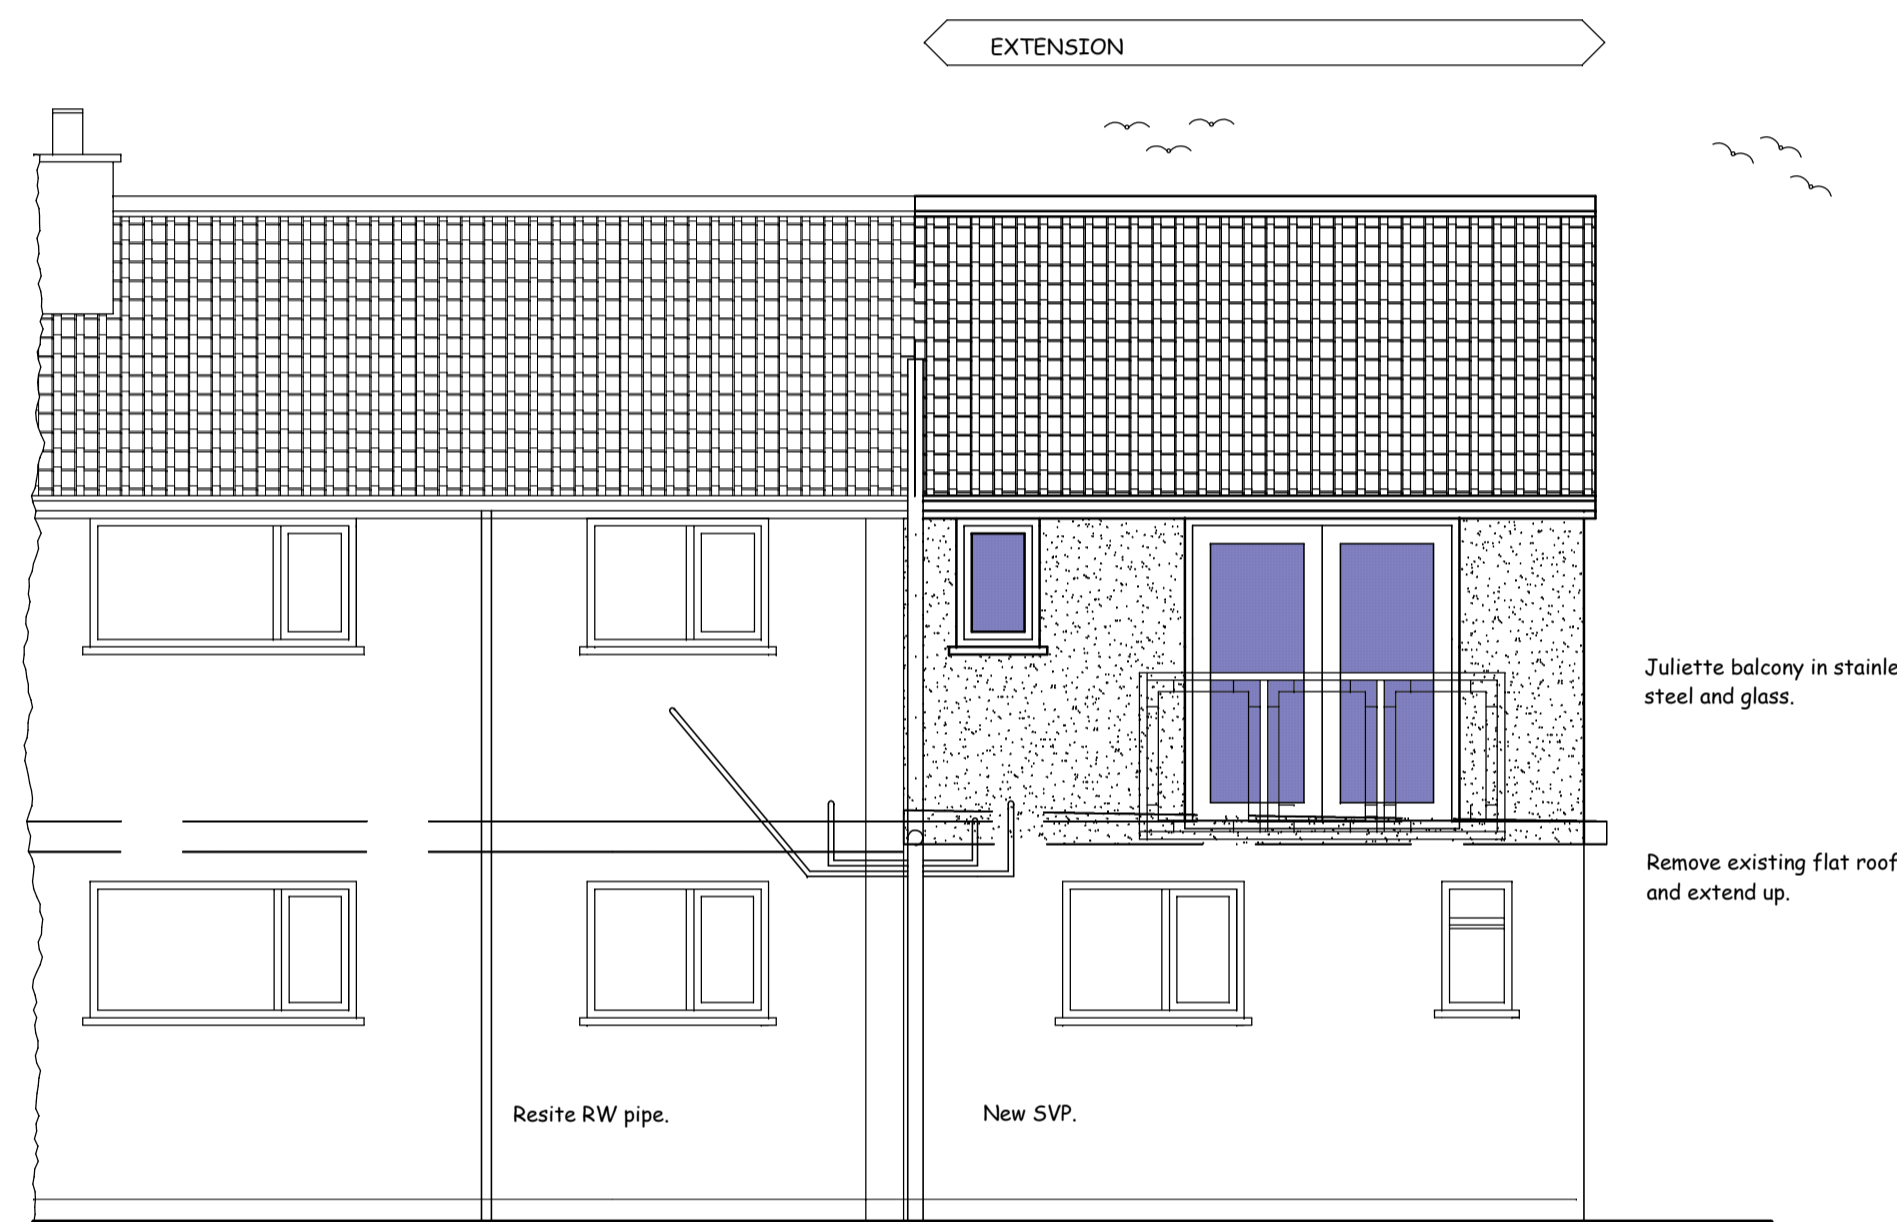 EXTENSION
Juliette balcony in stainle
steel and glass.
Remove existing flat roof
and extend up.
Resite RW pipe.
New SVP.